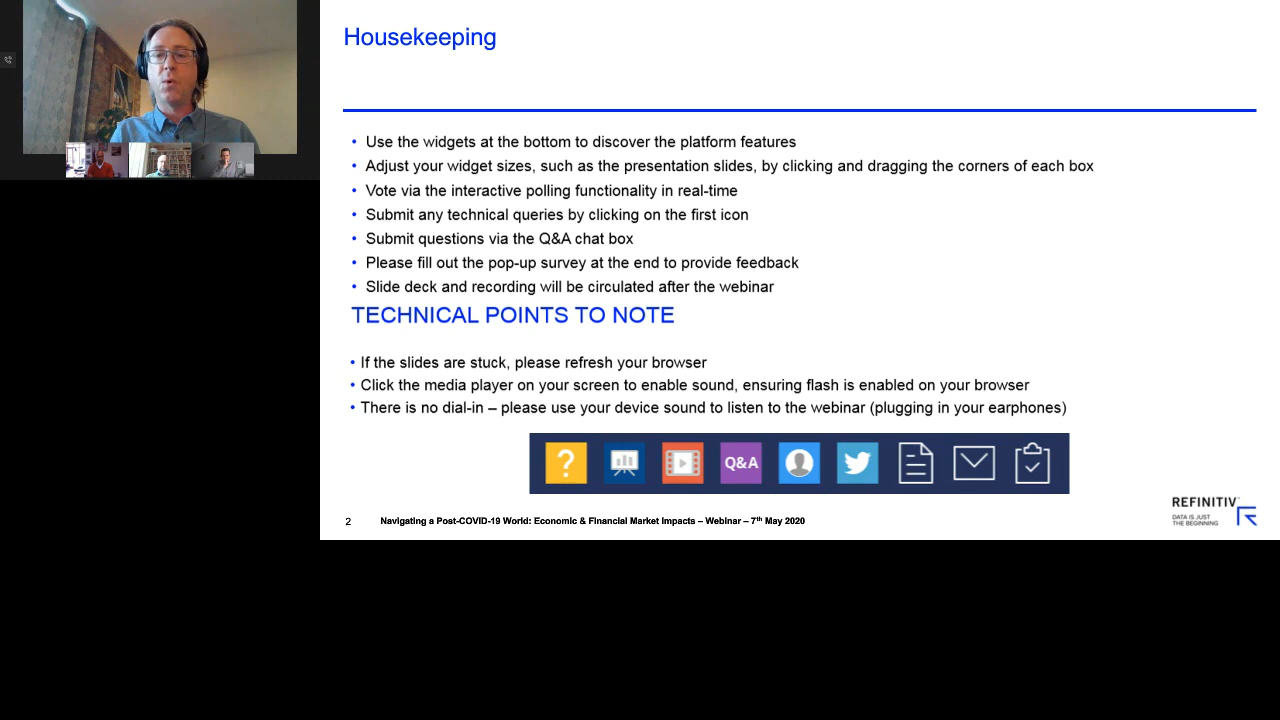 Housekeeping
• Use the widgets at the bottom to discover the platform features
• Adjust your widget sizes, such as the presentation slides, by clicking and dragging the corners of each box
• Vote via the interactive polling functionality in real-time
• Submit any technical queries by clicking on the first icon
• Submit questions via the Q&A chat box
• Please fill out the pop-up survey at the end to provide feedback
• Slide deck and recording will be circulated after the webinar
TECHNICAL POINTS TO NOTE
• If the slides are stuck, please refresh your browser
• Click the media player on your screen to enable sound, ensuring flash is enabled on your browser
• There is no dial-in – please use your device sound to listen to the webinar (plugging in your earphones)
? Q&A
2 Navigating a Post-COVID-19 World: Economic & Financial Market Impacts – Webinar – 7th May 2020
REFINITIV
DATA IS JUST
THE BEGINNING